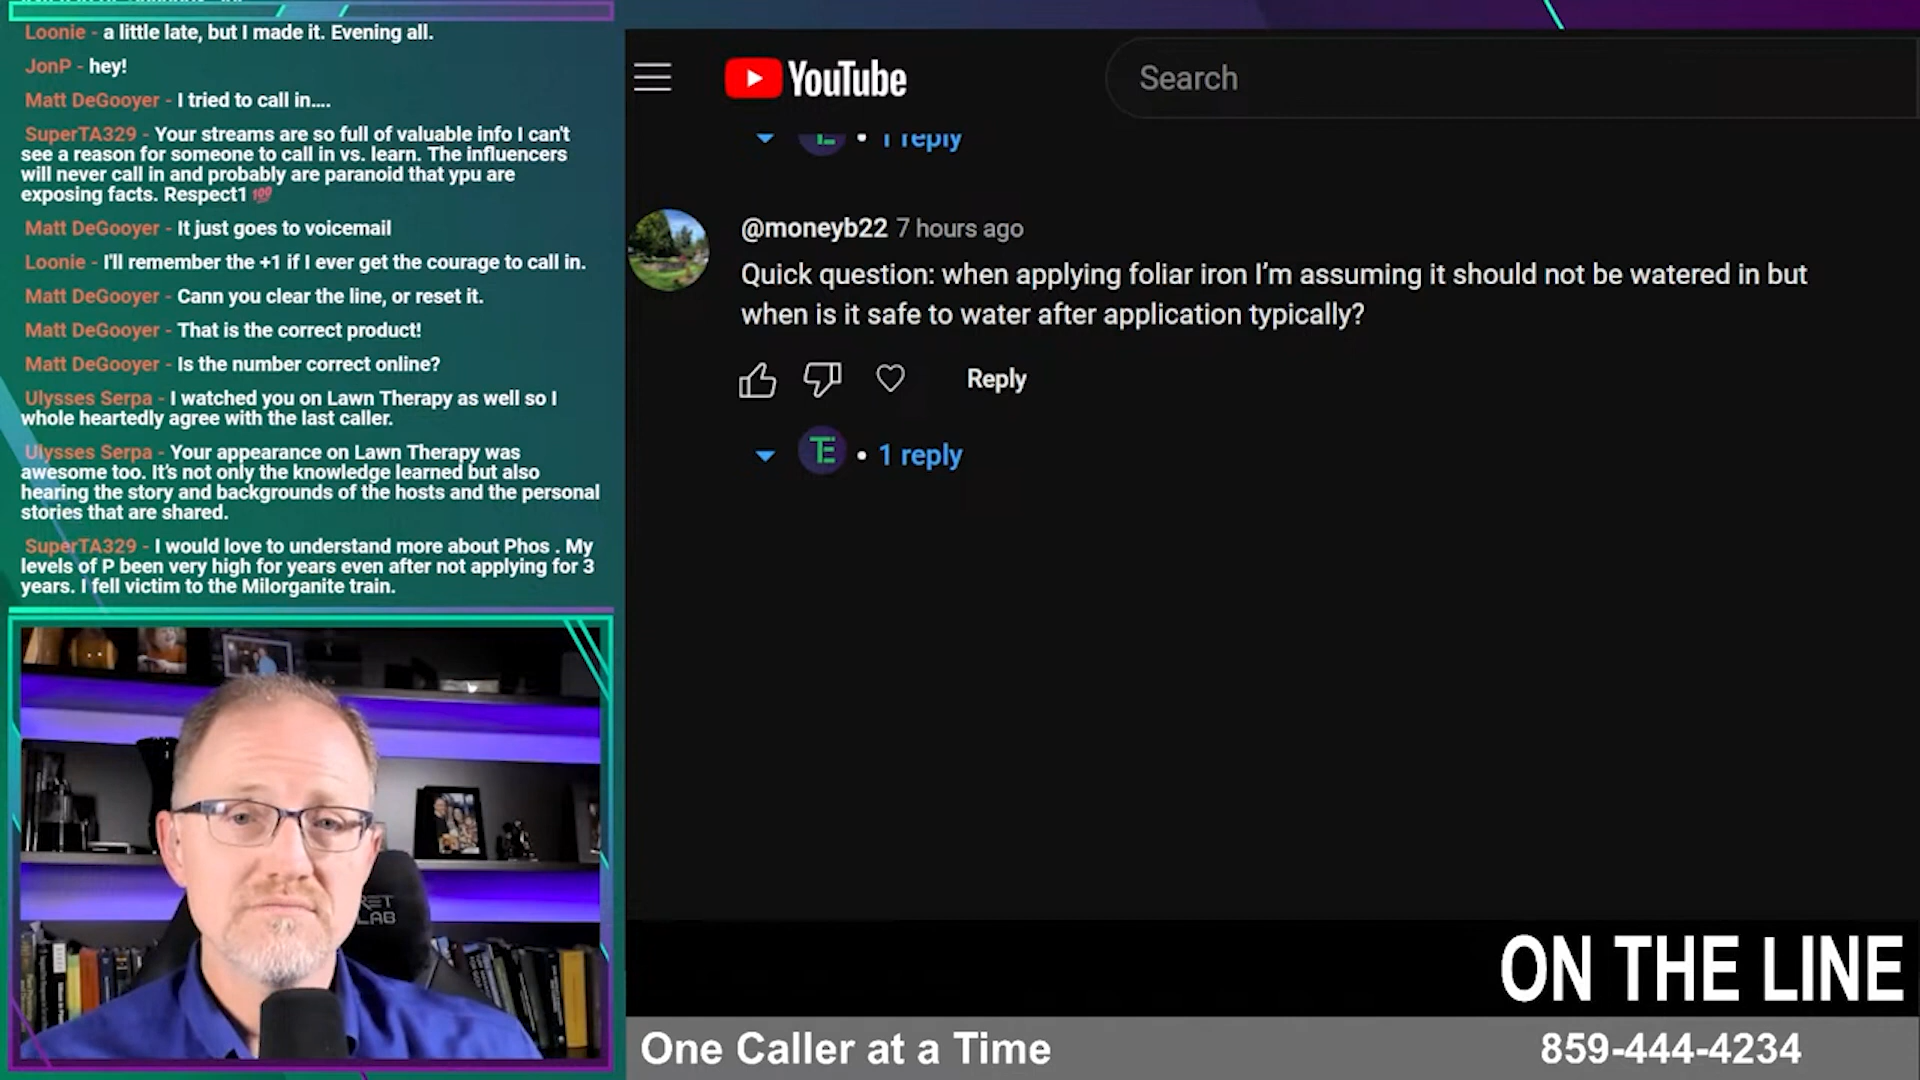 Loonie - a little late, but I made it. Evening all.
JonP - hey!
Matt DeGooyer - I tried to call in....
SuperTA329 - Your streams are so full of valuable info I can't
see a reason for someone to call in vs. learn. The influencers
will never call in and probably are paranoid that ypu are
exposing facts. Respect1 💯
Matt DeGooyer - It just goes to voicemail
Loonie - I'll remember the +1 if I ever get the courage to call in.
Matt DeGooyer - Cann you clear the line, or reset it.
Matt DeGooyer - That is the correct product!
Matt DeGooyer - Is the number correct online?
Ulysses Serpa - I watched you on Lawn Therapy as well so I
whole heartedly agree with the last caller.
Ulysses Serpa - Your appearance on Lawn Therapy was
awesome too. It's not only the knowledge learned but also
hearing the story and backgrounds of the hosts and the personal
stories that are shared.
SuperTA329 - I would love to understand more about Phos . My
levels of P been very high for years even after not applying for 3
years. I fell victim to the Milorganite train.
YouTube
Search
TE • 1 reply
@moneyb22 7 hours ago
Quick question: when applying foliar iron I'm assuming it should not be watered in but
when is it safe to water after application typically?
Reply
TE • 1 reply
LAB
ON THE LINE
One Caller at a Time
859-444-4234